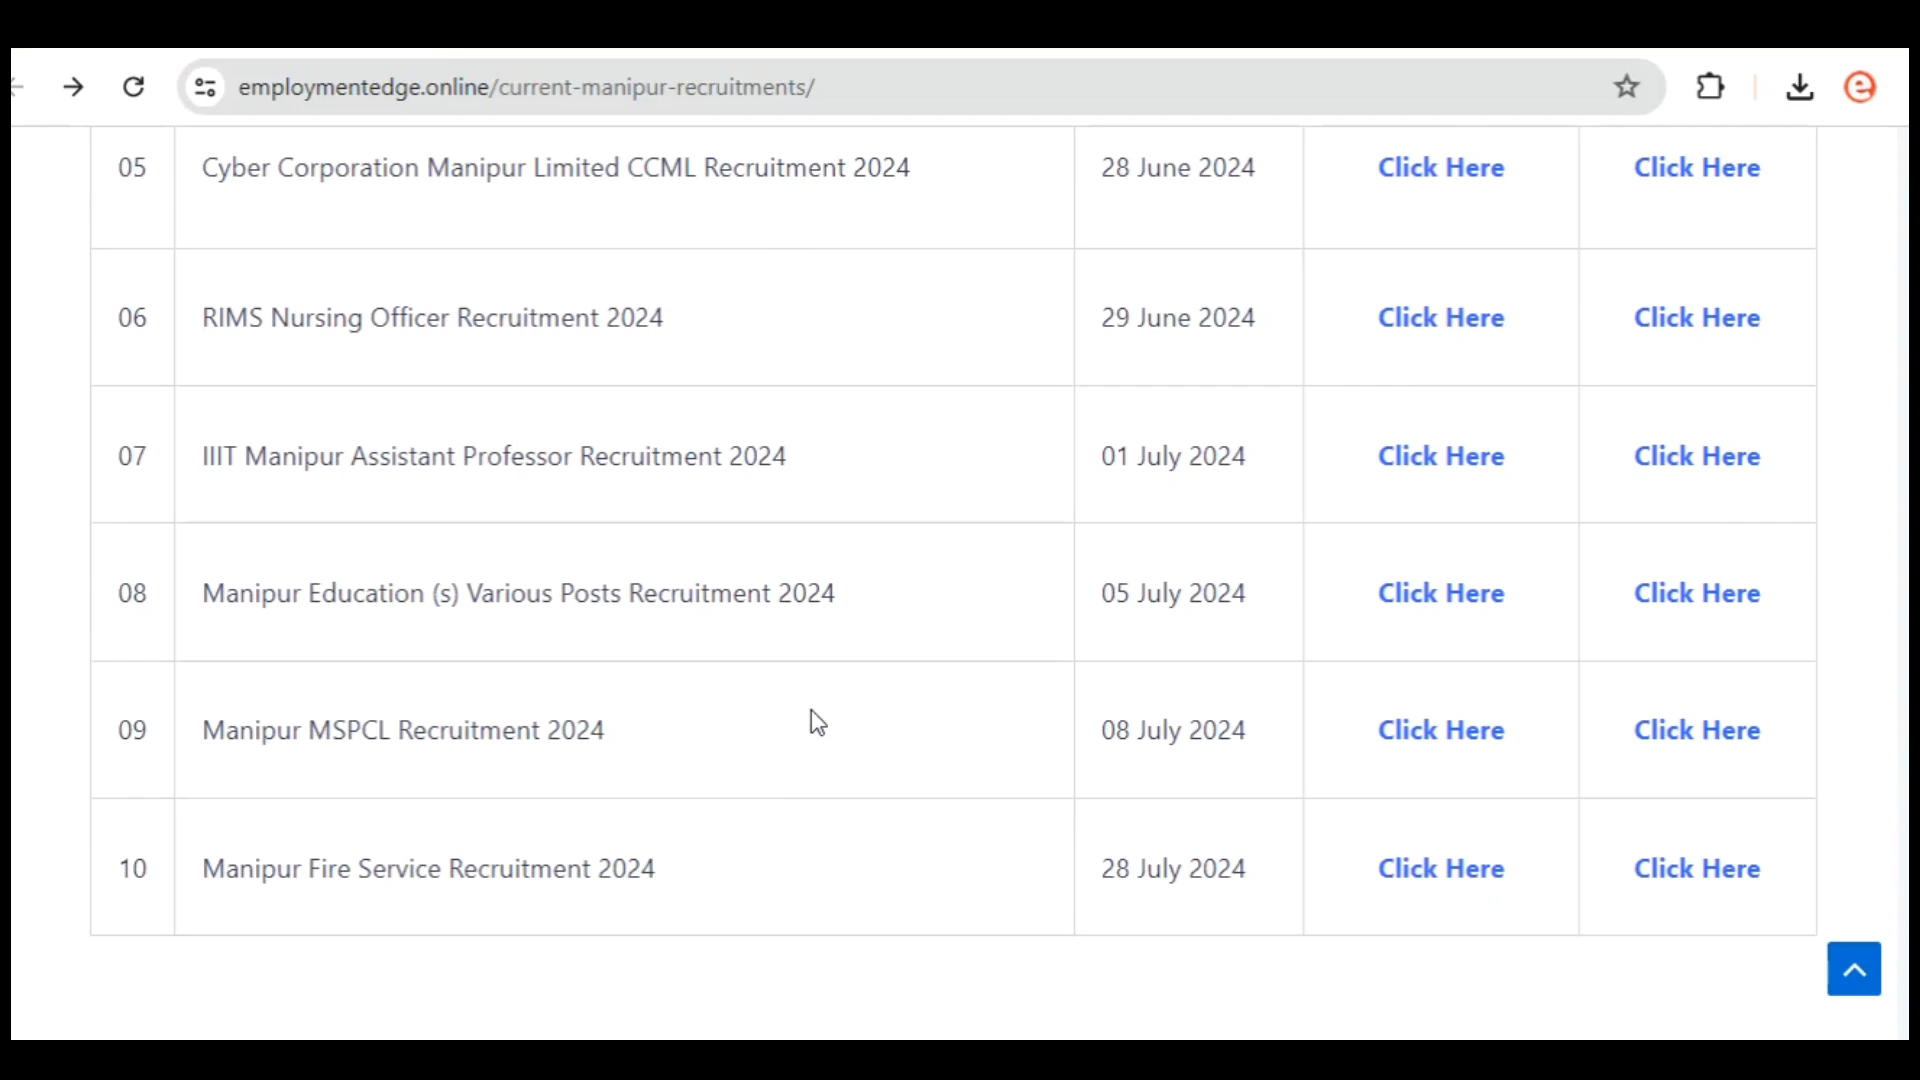 employmentedge.online/current-manipur-recruitments/
05 Cyber Corporation Manipur Limited CCML Recruitment 2024 28 June 2024 Click Here Click Here
06 RIMS Nursing Officer Recruitment 2024 29 June 2024 Click Here Click Here
07 IIIT Manipur Assistant Professor Recruitment 2024 01 July 2024 Click Here Click Here
08 Manipur Education (s) Various Posts Recruitment 2024 05 July 2024 Click Here Click Here
09 Manipur MSPCL Recruitment 2024 08 July 2024 Click Here Click Here
10 Manipur Fire Service Recruitment 2024 28 July 2024 Click Here Click Here